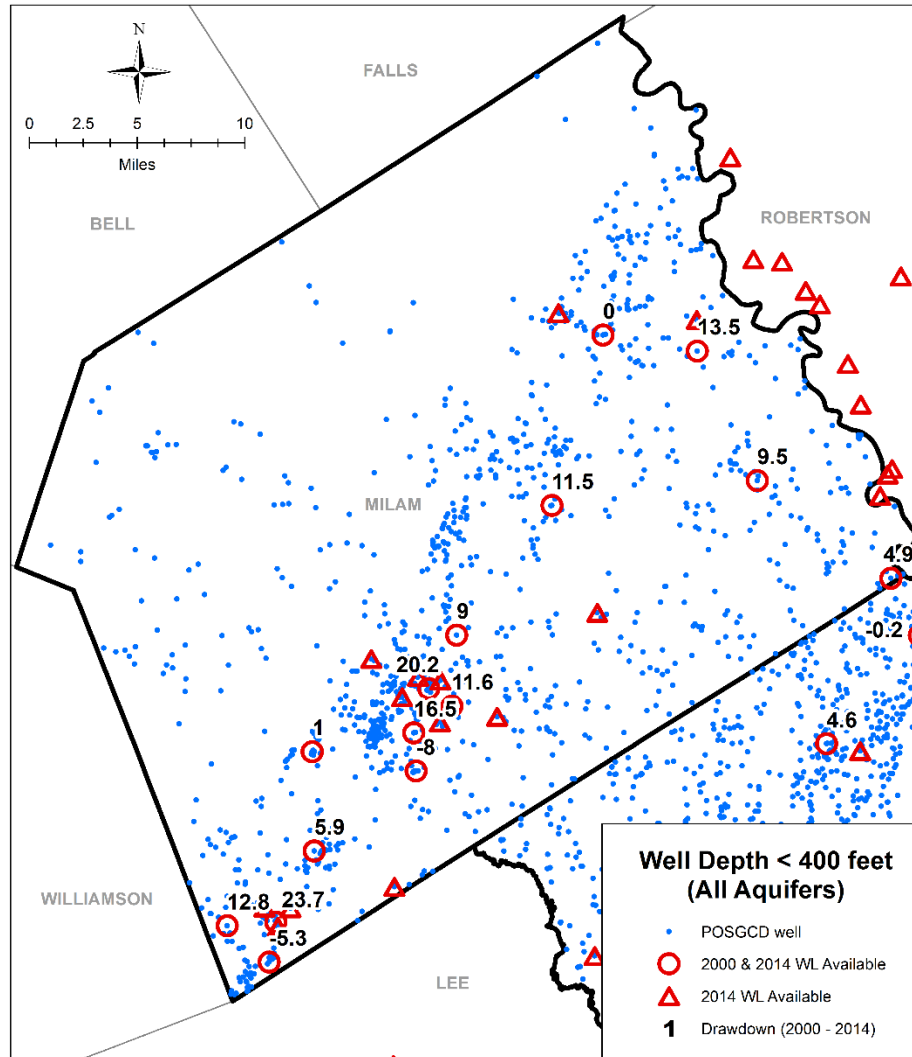 FALLS
N
0 2.5 5 10
Miles
BELL
ROBERTSON
0
13.5
9.5
11.5
MILAM
4.9
9
-0.2
20.2
11.6
16.5
4.6
1
-8
5.9
Well Depth < 400 feet
(All Aquifers)
WILLIAMSON
12.8
23.7
POSGCD well
-5.3
2000 & 2014 WL Available
LEE
2014 WL Available
1 Drawdown (2000 - 2014)